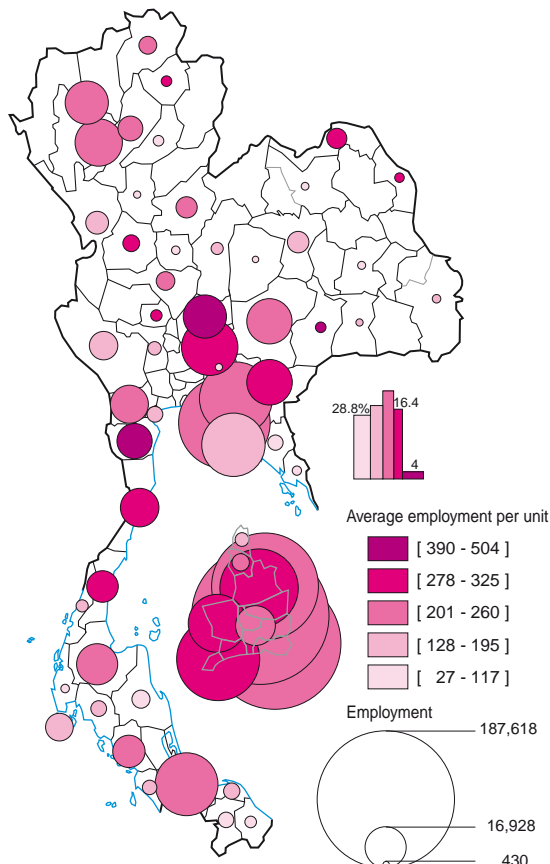 28.8%
16.4
4
Average employment per unit
[ 390 - 504 ]
[ 278 - 325 ]
[ 201 - 260 ]
[ 128 - 195 ]
[ 27 - 117 ]
Employment
187,618
16,928
430